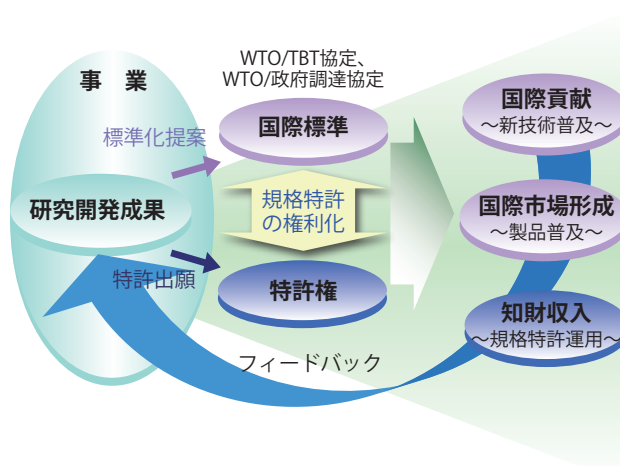 事　業
WTO/TBT協定、
WTO/政府調達協定
標準化提案
国際標準
研究開発成果
規格特許
の権利化
特許出願
特許権
フィードバック
国際貢献
～新技術普及～
国際市場形成
～製品普及～
知財収入
～規格特許運用～